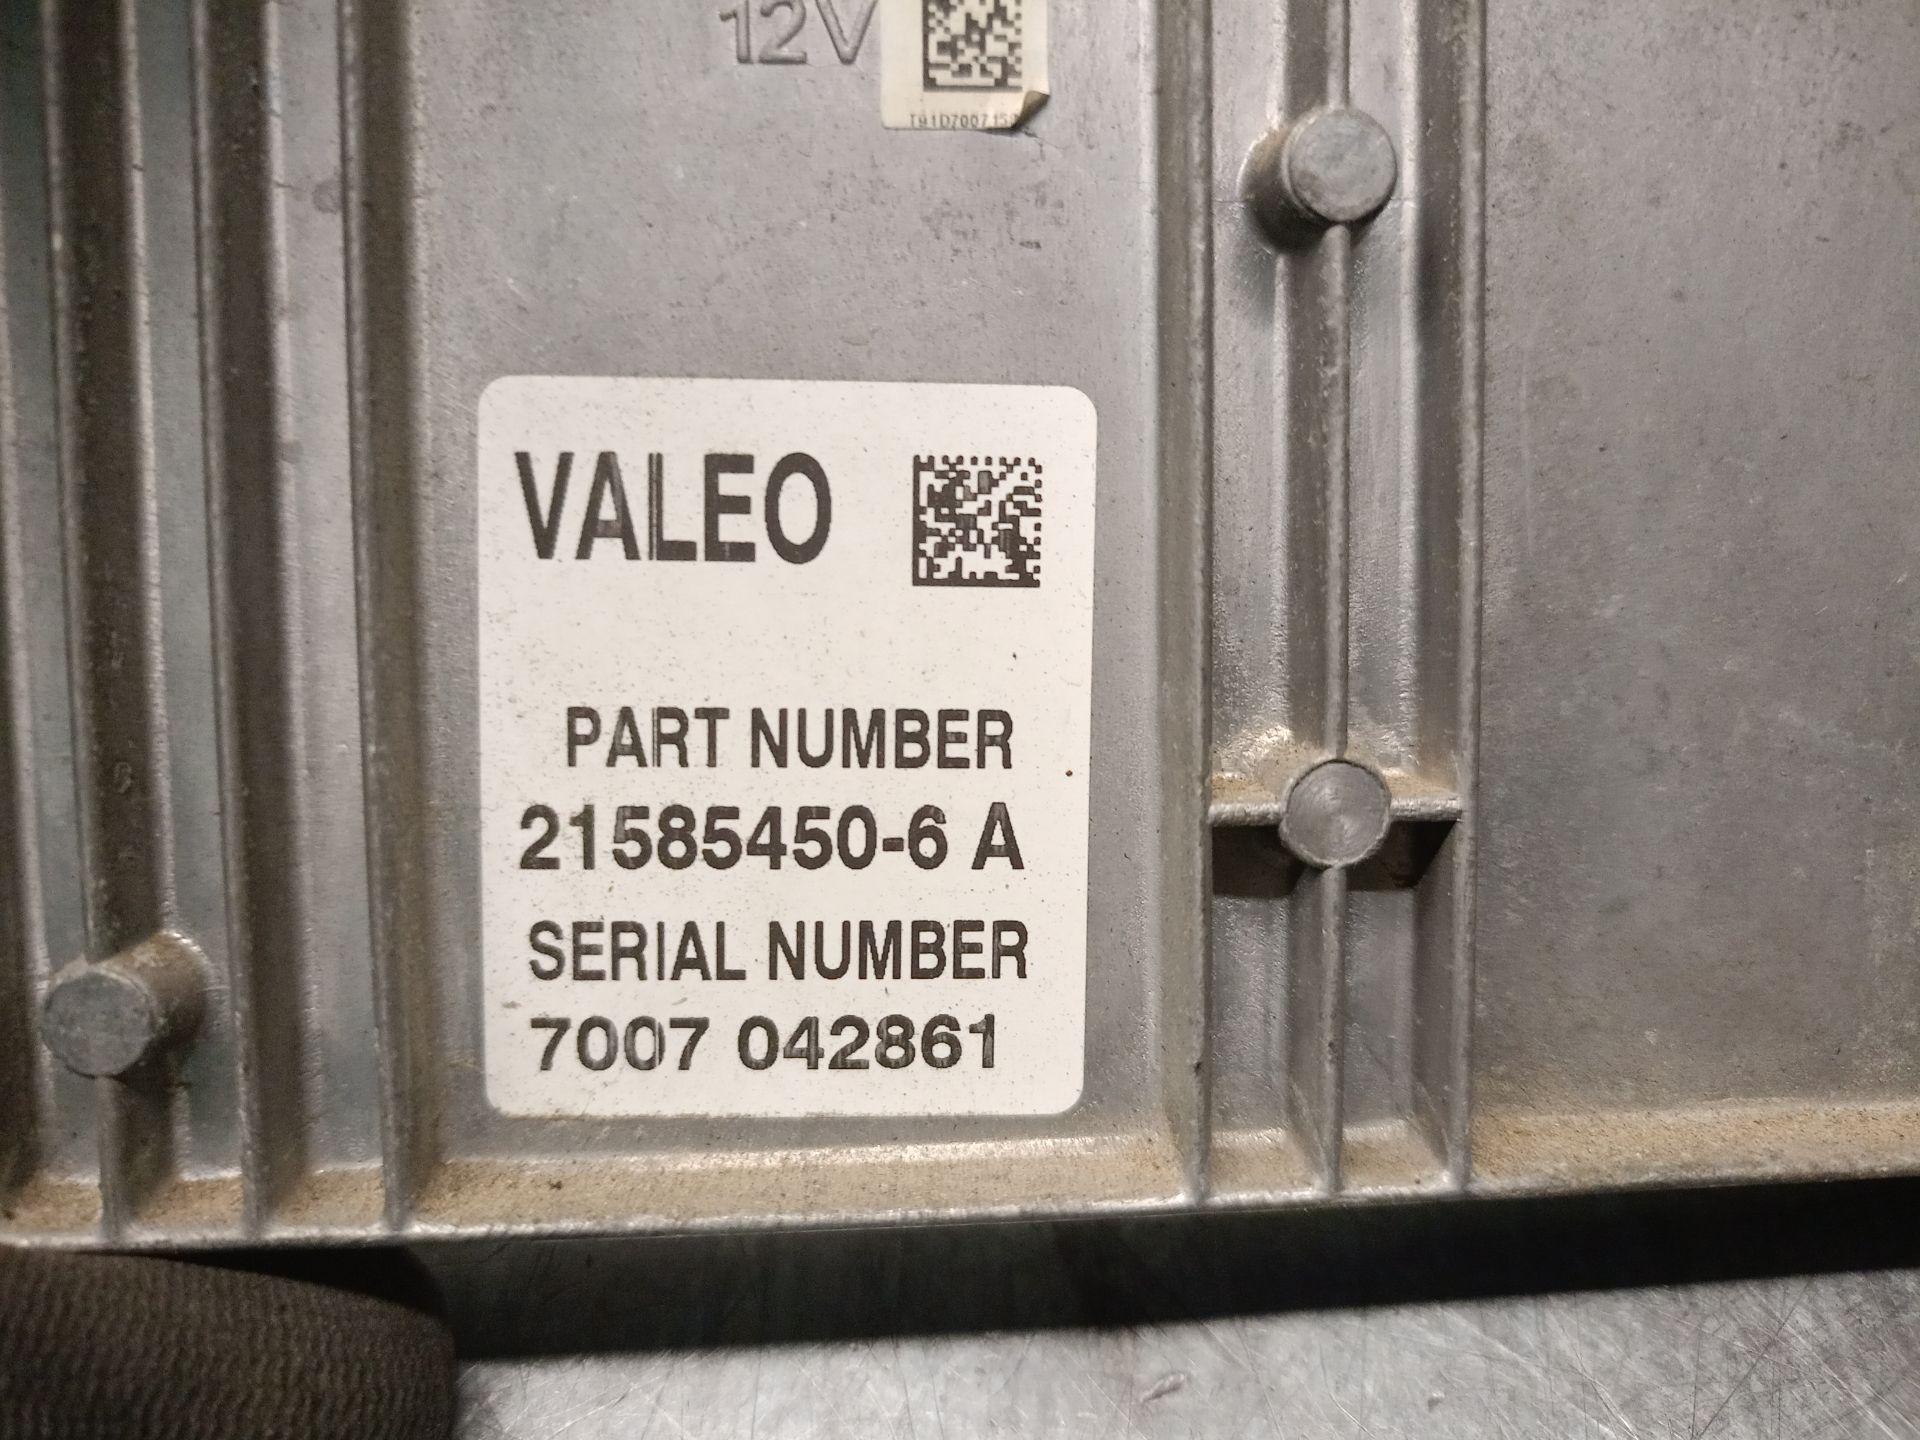 12V
VALEO
PART NUMBER
21585450-6 A
SERIAL NUMBER
7007 042861